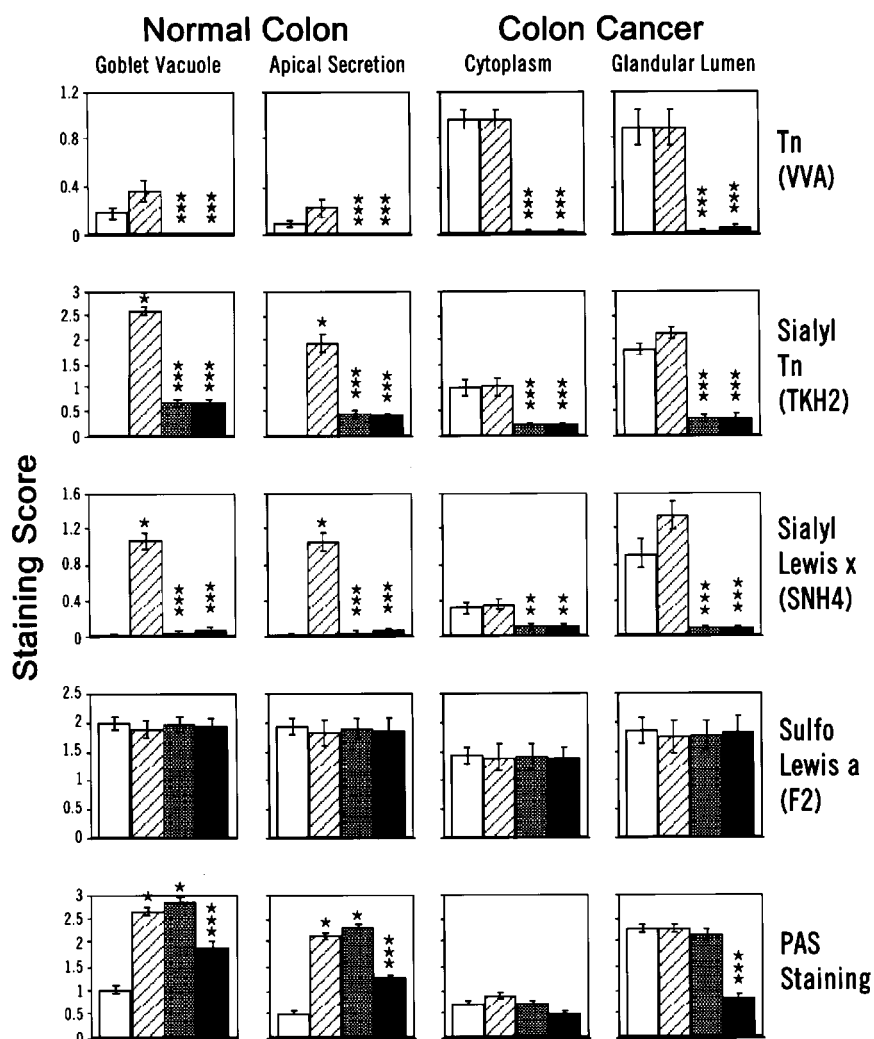 Normal Colon Colon Cancer
Goblet Vacuole Apical Secretion Cytoplasm Glandular Lumen
1.2
0.8
0.4
0
★★★ ★★★ ★★★ ★★★ ★★★ ★★★ ★★★ ★★★
Tn
(VVA)
3
2.5
2
1.5
1
0.5
0
★ ★★★ ★★★ ★ ★★★ ★★★ ★★★ ★★★ ★★★ ★★★
Sialyl
Tn
(TKH2)
Staining Score
1.6
1.2
0.8
0.4
0
★ ★★★ ★★★ ★ ★★★ ★★★ ★★ ★★ ★★★ ★★★
Sialyl
Lewis x
(SNH4)
2.5
2
1.5
1
0.5
0
Sulfo
Lewis a
(F2)
3
2.5
2
1.5
1
0.5
0
★ ★ ★★★ ★ ★ ★★★ ★★★
PAS
Staining